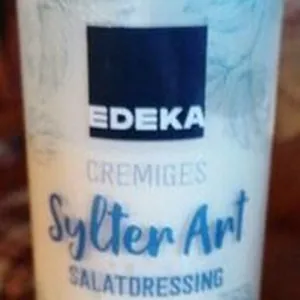 EDEKA
CREMIGES
Sylter Art
SALATDRESSING